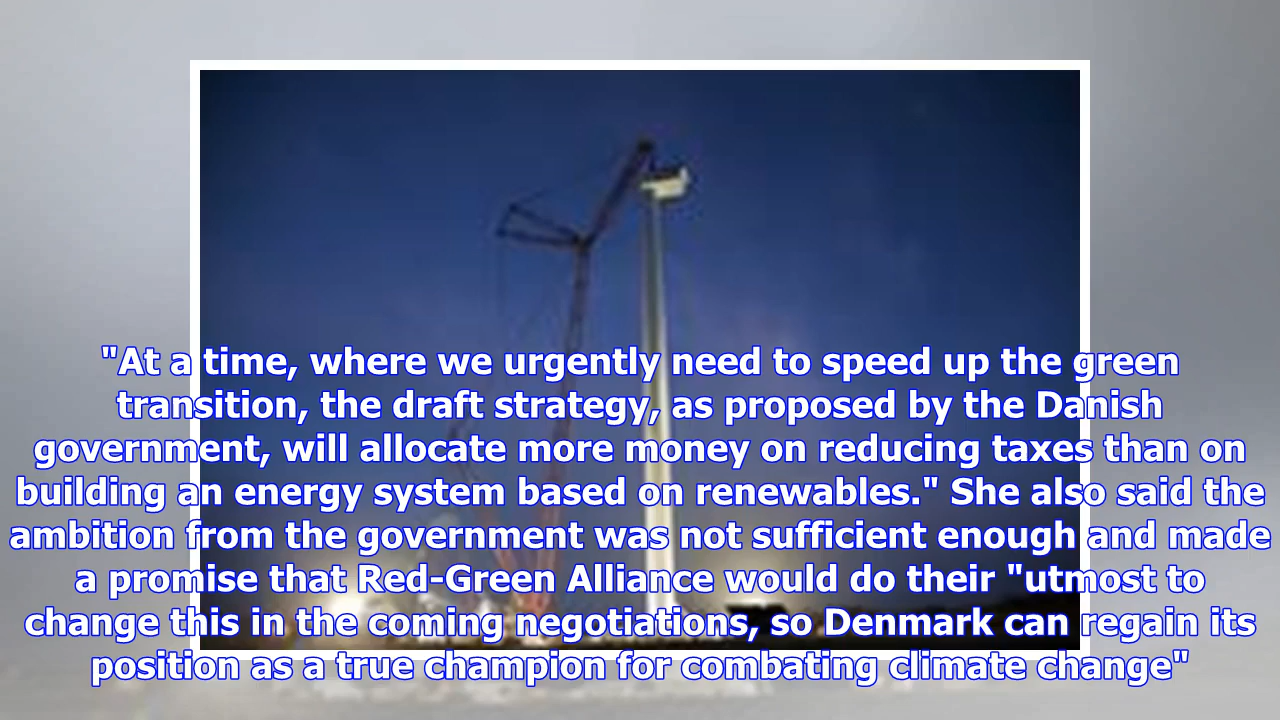 "At a time, where we urgently need to speed up the green
transition, the draft strategy, as proposed by the Danish
government, will allocate more money on reducing taxes than on
building an energy system based on renewables." She also said the
ambition from the government was not sufficient enough and made
a promise that Red-Green Alliance would do their "utmost to
change this in the coming negotiations, so Denmark can regain its
position as a true champion for combating climate change"